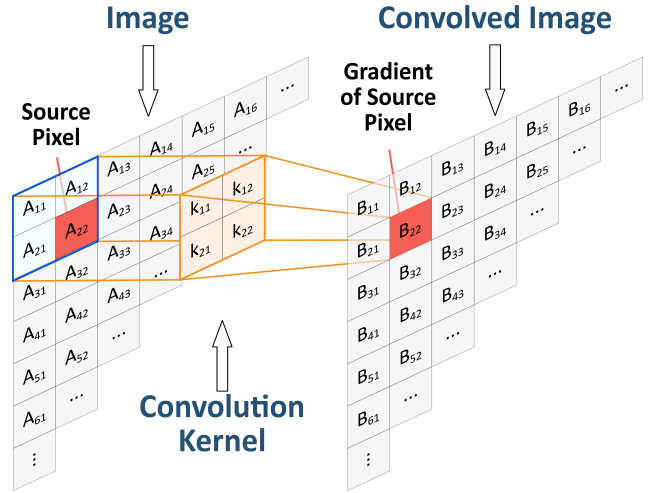 Image
Convolved Image
Source
Pixel
Gradient
of Source
Pixel
A11 A12 A13 A14 A15 A16 ...
A21 A22 A23 A24 A25 ...
A31 A32 A33 A34 ...
A41 A42 A43 ...
A51 A52 ...
A61 ...
...
K11 K12
K21 K22
B11 B12 B13 B14 B15 B16 ...
B21 B22 B23 B24 B25 ...
B31 B32 B33 B34 ...
B41 B42 B43 ...
B51 B52 ...
B61 ...
...
Convolution
Kernel